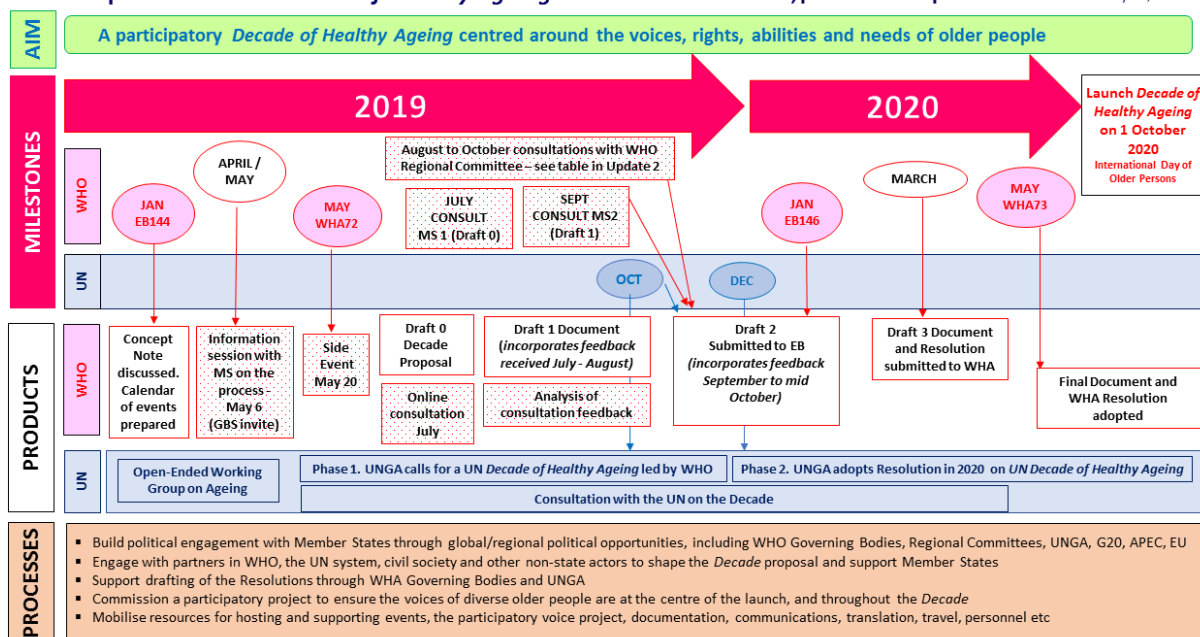 AIM
A participatory Decade of Healthy Ageing centred around the voices, rights, abilities and needs of older people
MILESTONES
2019
2020
Launch Decade of
Healthy Ageing
on 1 October
2020
International Day of
Older Persons
WHO
JAN
EB144
APRIL /
MAY
MAY
WHA72
August to October consultations with WHO
Regional Committee – see table in Update 2
JULY
CONSULT
MS 1 (Draft 0)
SEPT
CONSULT MS2
(Draft 1)
JAN
EB146
MARCH
MAY
WHA73
UN
OCT
DEC
PRODUCTS
WHO
Concept
Note
discussed.
Calendar
of events
prepared
Information
session with
MS on the
process -
May 6
(GBS invite)
Side
Event
May 20
Draft 0
Decade
Proposal
Online
consultation
July
Draft 1 Document
(incorporates feedback
received July - August)
Analysis of
consultation feedback
Draft 2
Submitted to EB
(incorporates feedback
September to mid
October)
Draft 3 Document
and Resolution
submitted to WHA
Final Document and
WHA Resolution
adopted
UN
Open-Ended Working
Group on Ageing
Phase 1. UNGA calls for a UN Decade of Healthy Ageing led by WHO
Phase 2. UNGA adopts Resolution in 2020 on UN Decade of Healthy Ageing
Consultation with the UN on the Decade
PROCESSES
▪ Build political engagement with Member States through global/regional political opportunities, including WHO Governing Bodies, Regional Committees, UNGA, G20, APEC, EU
▪ Engage with partners in WHO, the UN system, civil society and other non-state actors to shape the Decade proposal and support Member States
▪ Support drafting of the Resolutions through WHA Governing Bodies and UNGA
▪ Commission a participatory project to ensure the voices of diverse older people are at the centre of the launch, and throughout the Decade
▪ Mobilise resources for hosting and supporting events, the participatory voice project, documentation, communications, translation, travel, personnel etc